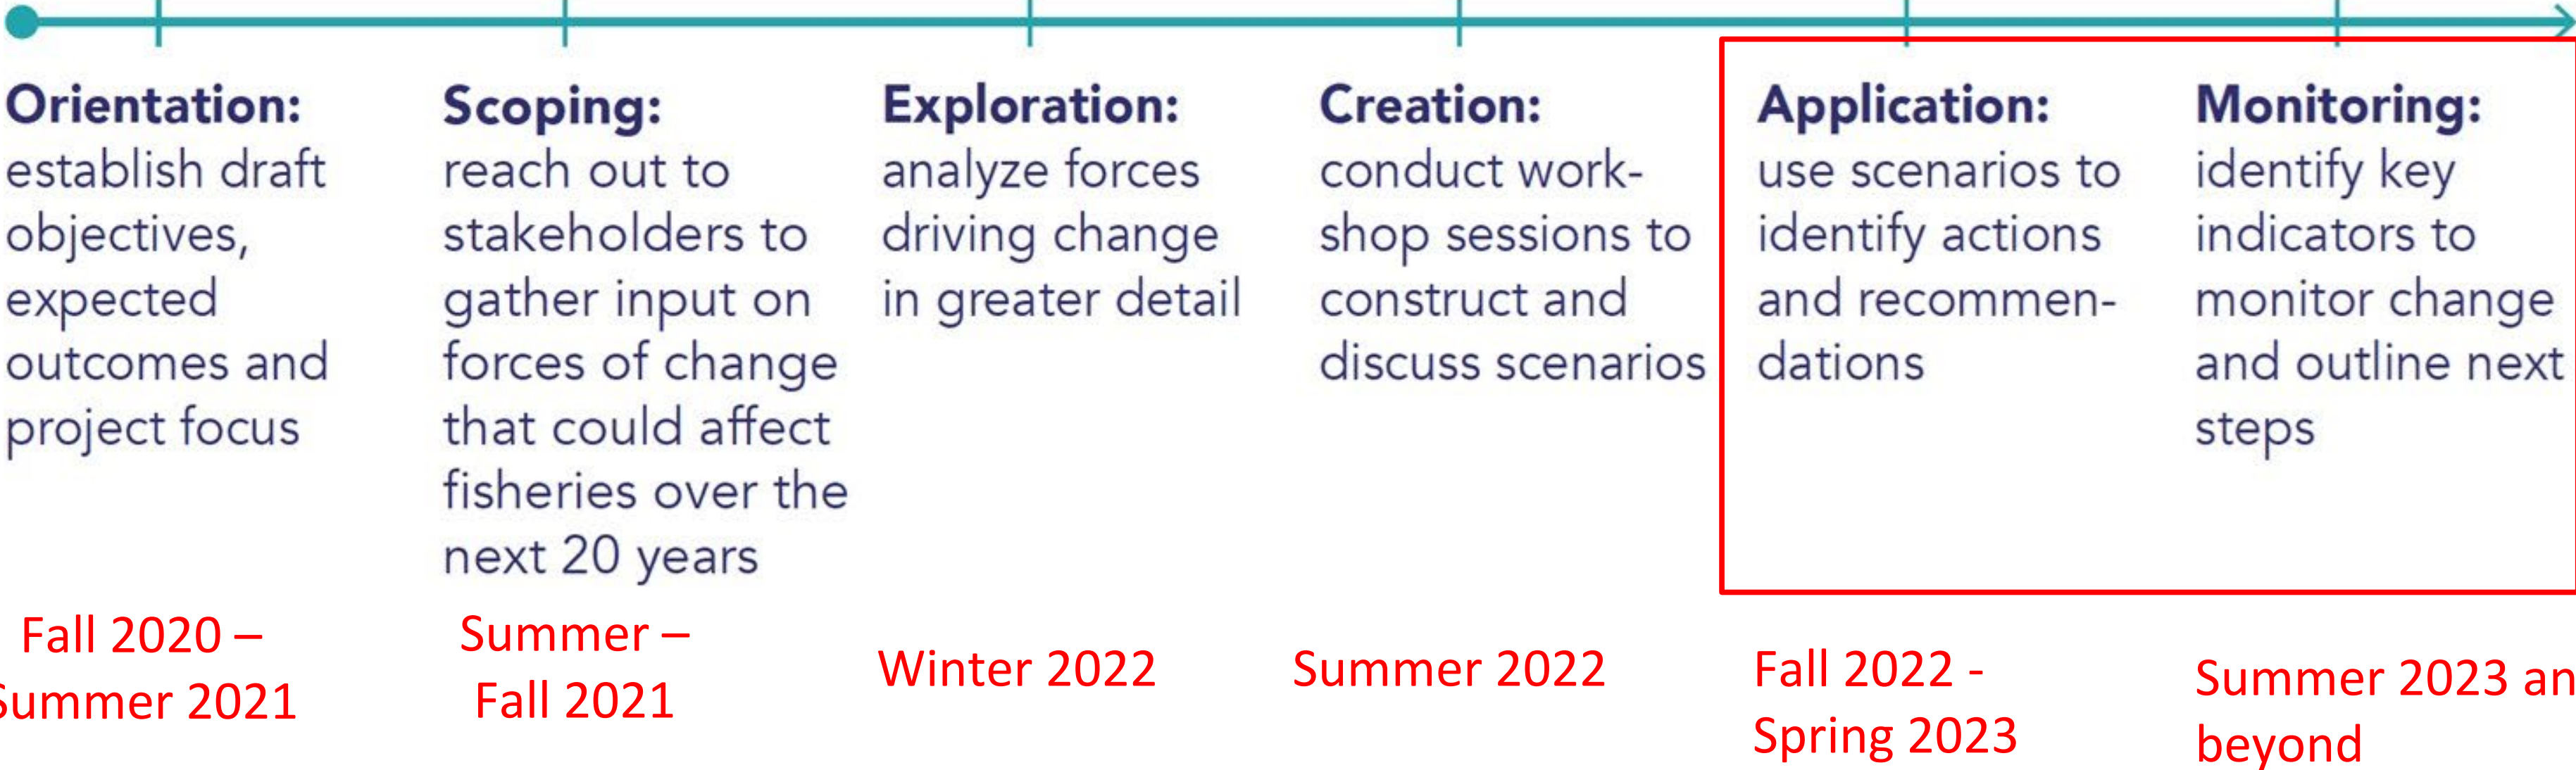 Orientation:
establish draft
objectives,
expected
outcomes and
project focus
Fall 2020 –
Summer 2021
Scoping:
reach out to
stakeholders to
gather input on
forces of change
that could affect
fisheries over the
next 20 years
Summer –
Fall 2021
Exploration:
analyze forces
driving change
in greater detail
Winter 2022
Creation:
conduct work-
shop sessions to
construct and
discuss scenarios
Summer 2022
Application:
use scenarios to
identify actions
and recommen-
dations
Fall 2022 -
Spring 2023
Monitoring:
identify key
indicators to
monitor change
and outline next
steps
Summer 2023 an
beyond